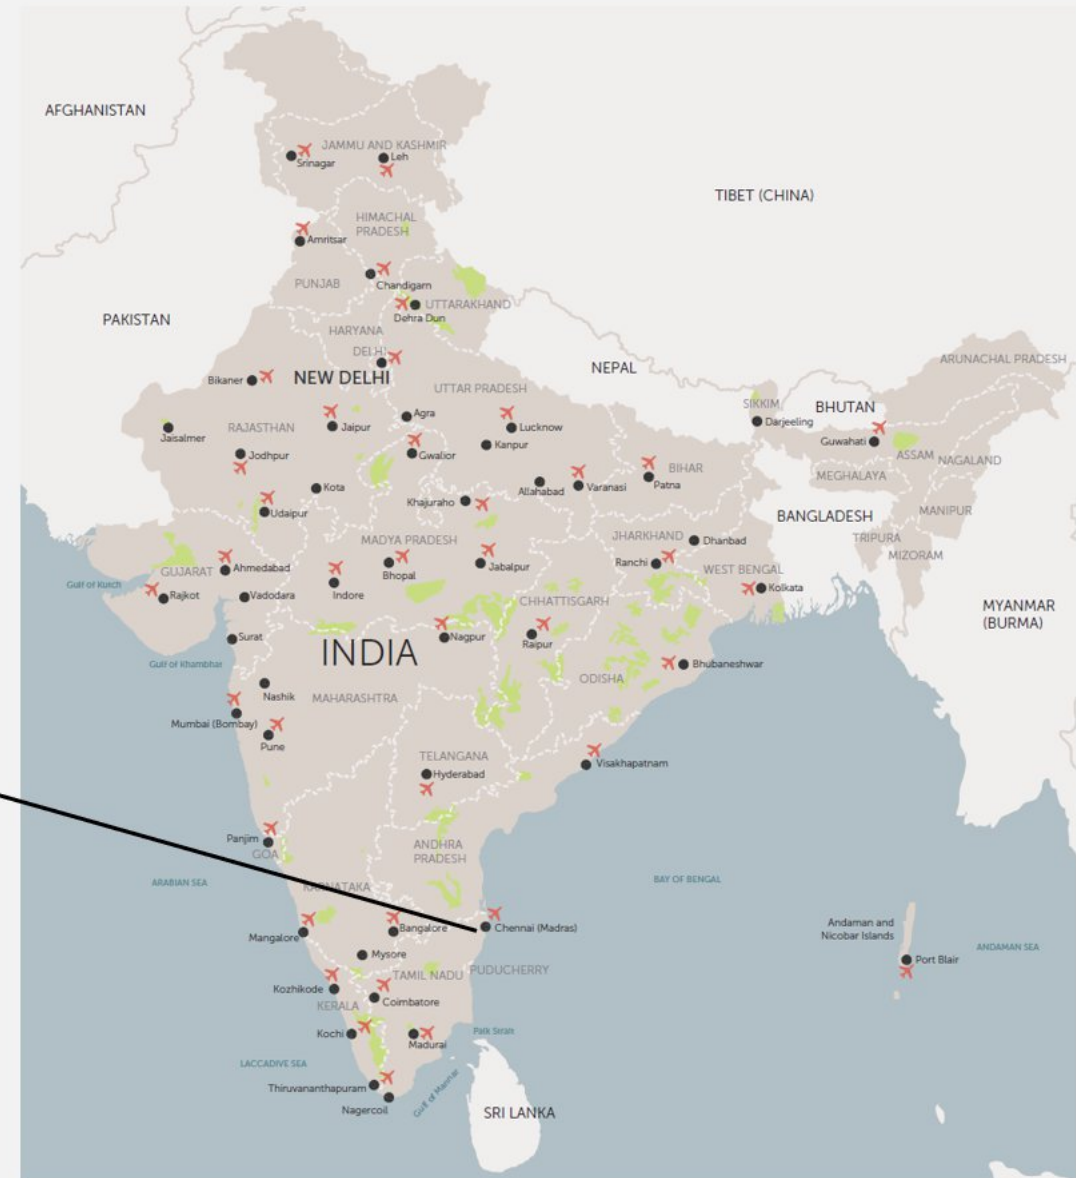 AFGHANISTAN
JAMMU AND KASHMIR
Srinagar
Leh
TIBET (CHINA)
HIMACHAL
PRADESH
Amritsar
PUNJAB
Chandigarh
UTTARAKHAND
Dehra Dun
PAKISTAN
HARYANA
DELHI
NEPAL
ARUNACHAL PRADESH
Bikaner
NEW DELHI
UTTAR PRADESH
SIKKIM
BHUTAN
Agra
Lucknow
Darjeeling
Jaisalmer
RAJASTHAN
Jaipur
Guwahati
Kanpur
Jodhpur
Gwalior
ASSAM
NAGALAND
BIHAR
MEGHALAYA
Kota
Allahabad
Varanasi
Patna
Khajuraho
Udaipur
BANGLADESH
MANIPUR
MADYA PRADESH
JHARKHAND
Dhanbad
TRIPURA
MIZORAM
GUJARAT
Ahmedabad
Bhopal
Jabalpur
Ranchi
WEST BENGAL
Gulf of Kutch
Indore
Kolkata
Rajkot
Vadodara
CHHATTISGARH
MYANMAR
(BURMA)
Surat
Nagpur
Raipur
INDIA
Gulf of Khambhar
Bhubaneshwar
ODISHA
Nashik
MAHARASHTRA
Mumbai (Bombay)
Pune
TELANGANA
Hyderabad
Visakhapatnam
Panjim
GOA
ANDHRA
PRADESH
ARABIAN SEA
KARNATAKA
BAY OF BENGAL
Mangalore
Bangalore
Chennai (Madras)
Andaman and
Nicobar Islands
ANDAMAN SEA
Mysore
Port Blair
TAMIL NADU
PUDUCHERRY
Kozhikode
KERALA
Coimbatore
Kochi
Madurai
Palk Strait
LACCADIVE SEA
Thiruvananthapuram
Gulf of Mannar
Nagercoil
SRI LANKA